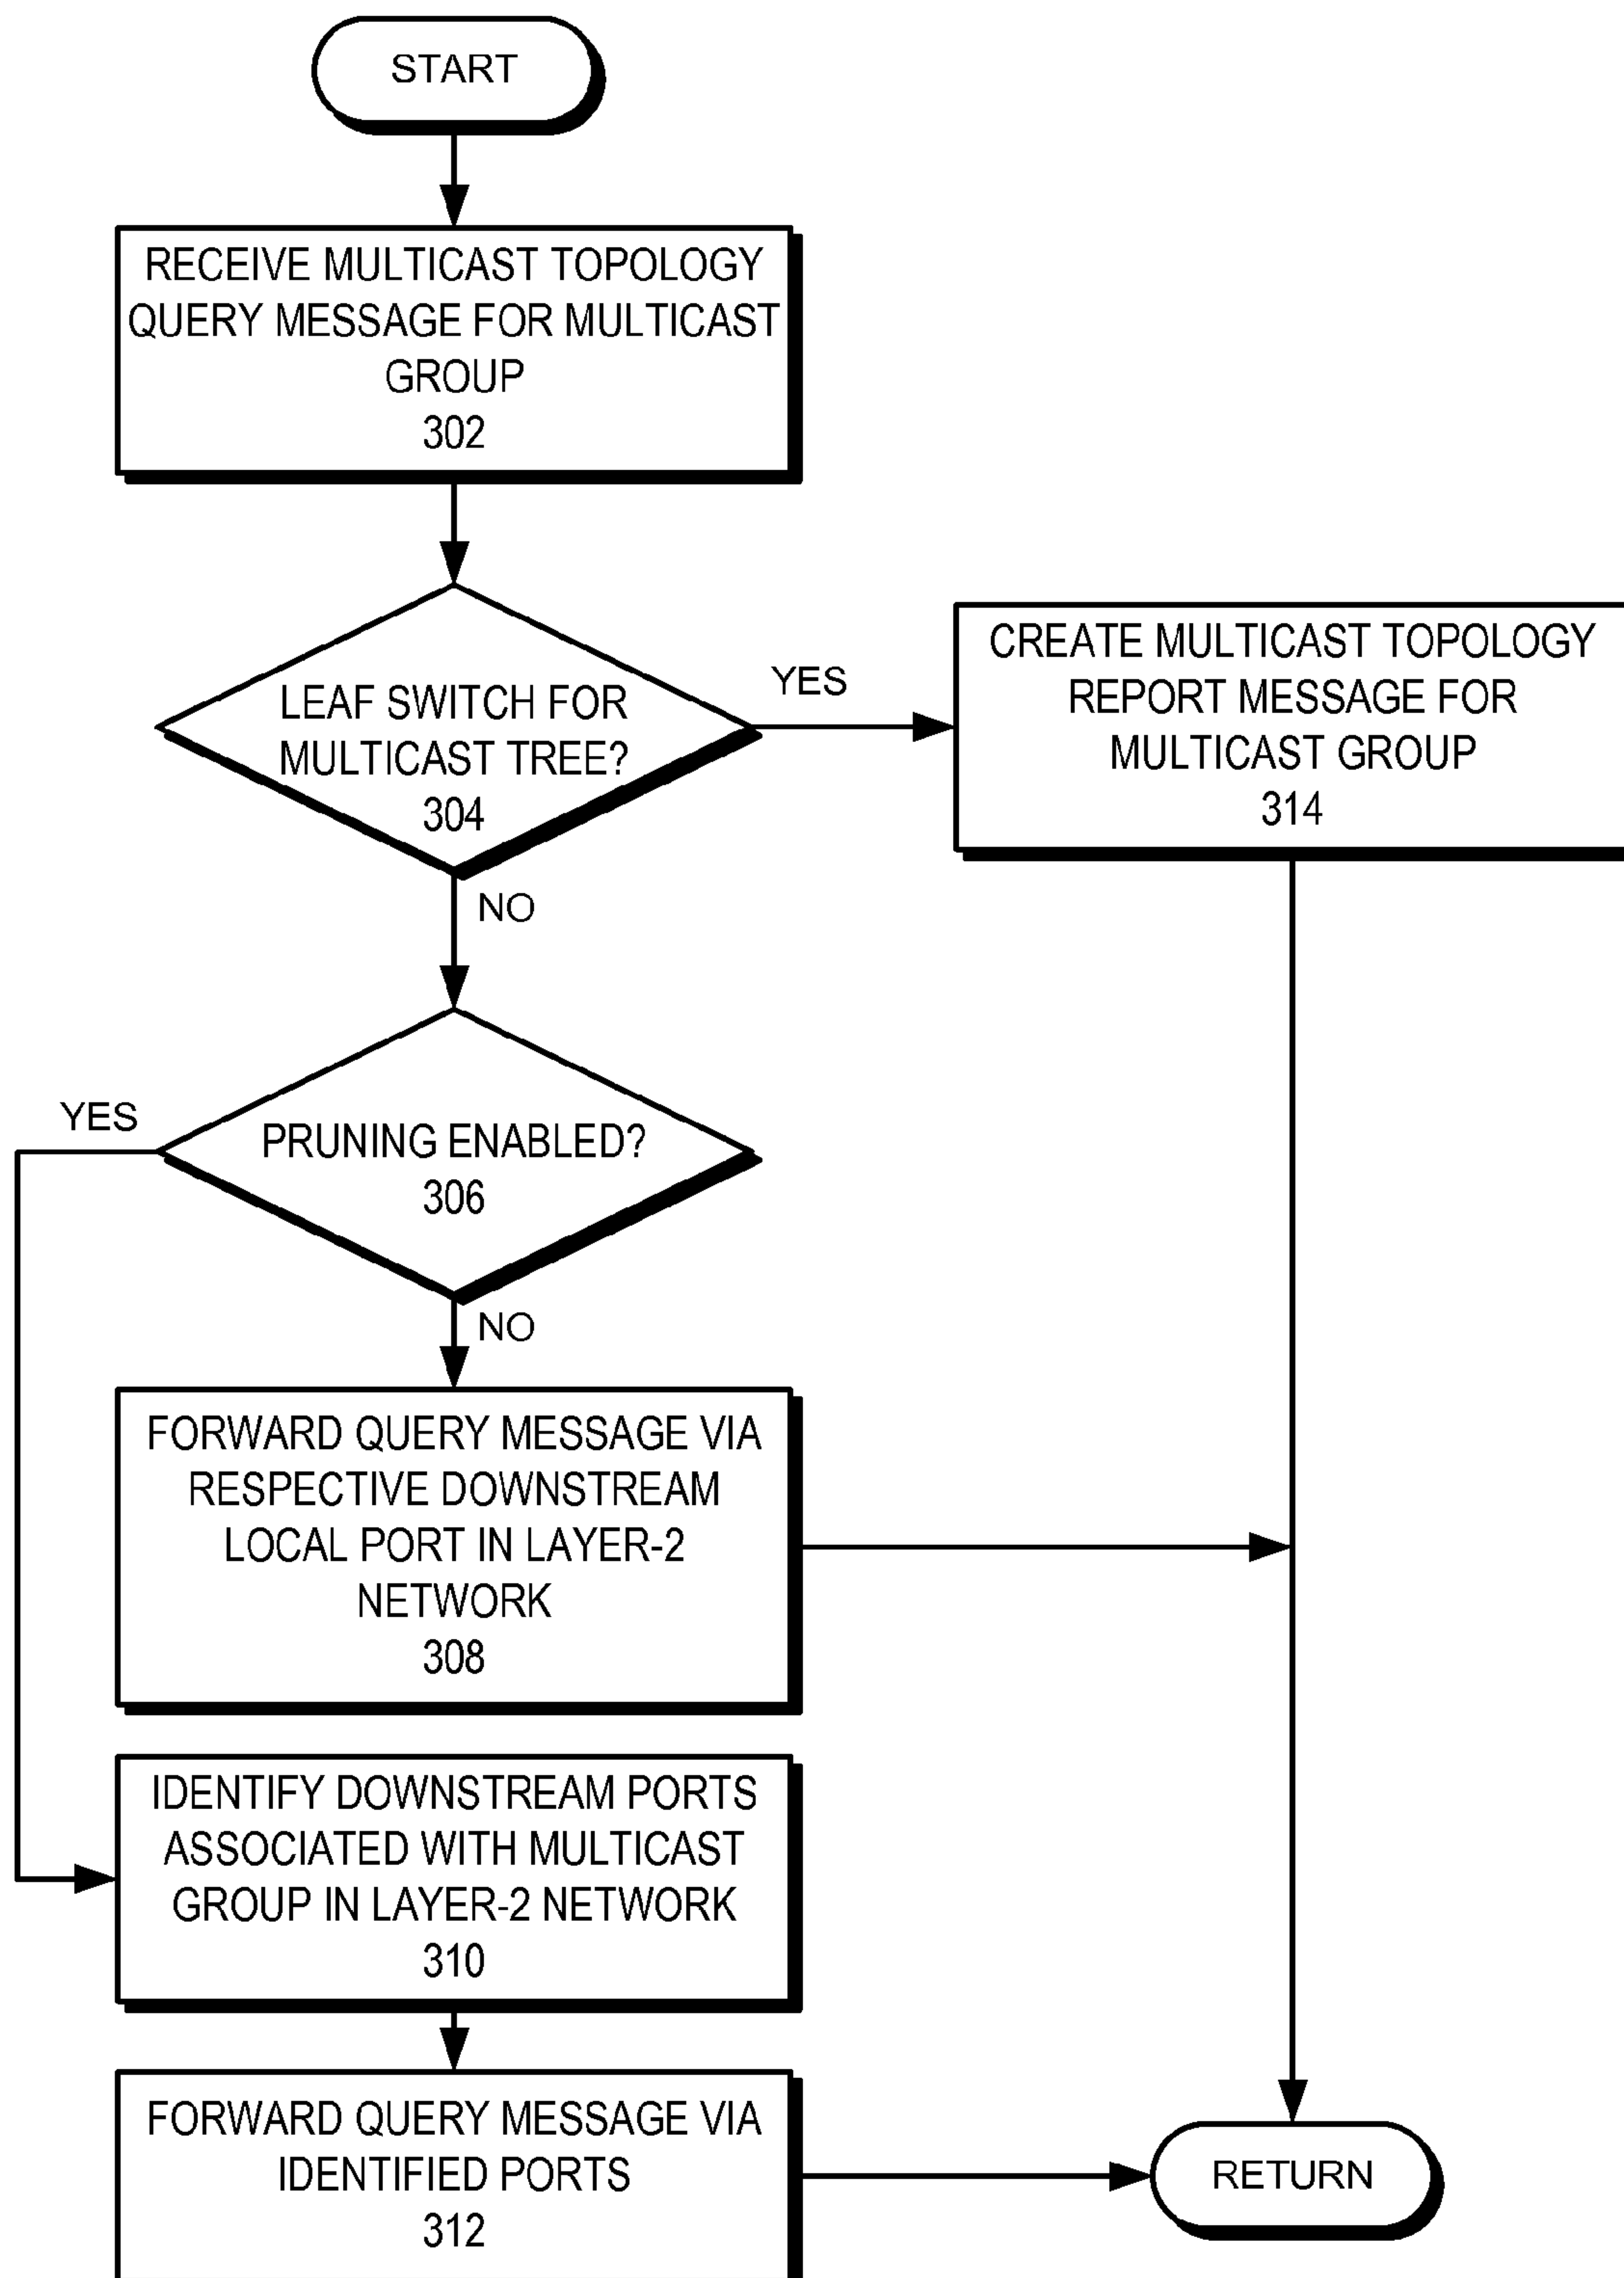 START
RECEIVE MULTICAST TOPOLOGY
QUERY MESSAGE FOR MULTICAST
GROUP
302
LEAF SWITCH FOR
MULTICAST TREE?
304
YES
CREATE MULTICAST TOPOLOGY
REPORT MESSAGE FOR
MULTICAST GROUP
314
NO
YES
PRUNING ENABLED?
306
NO
FORWARD QUERY MESSAGE VIA
RESPECTIVE DOWNSTREAM
LOCAL PORT IN LAYER-2
NETWORK
308
IDENTIFY DOWNSTREAM PORTS
ASSOCIATED WITH MULTICAST
GROUP IN LAYER-2 NETWORK
310
FORWARD QUERY MESSAGE VIA
IDENTIFIED PORTS
312
RETURN